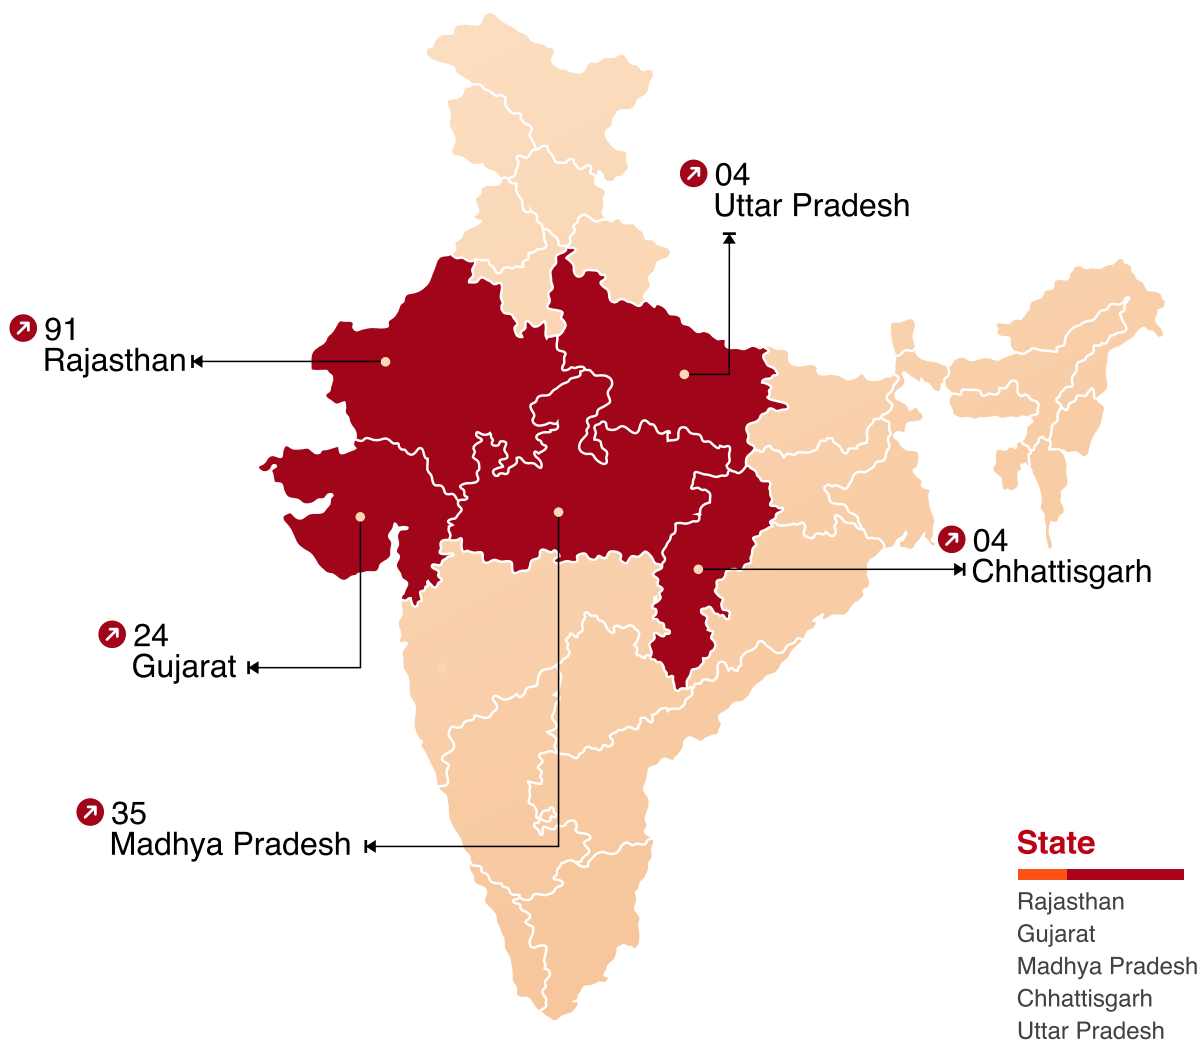 04
Uttar Pradesh
91
Rajasthan
04
Chhattisgarh
24
Gujarat
35
Madhya Pradesh
State
Rajasthan
Gujarat
Madhya Pradesh
Chhattisgarh
Uttar Pradesh